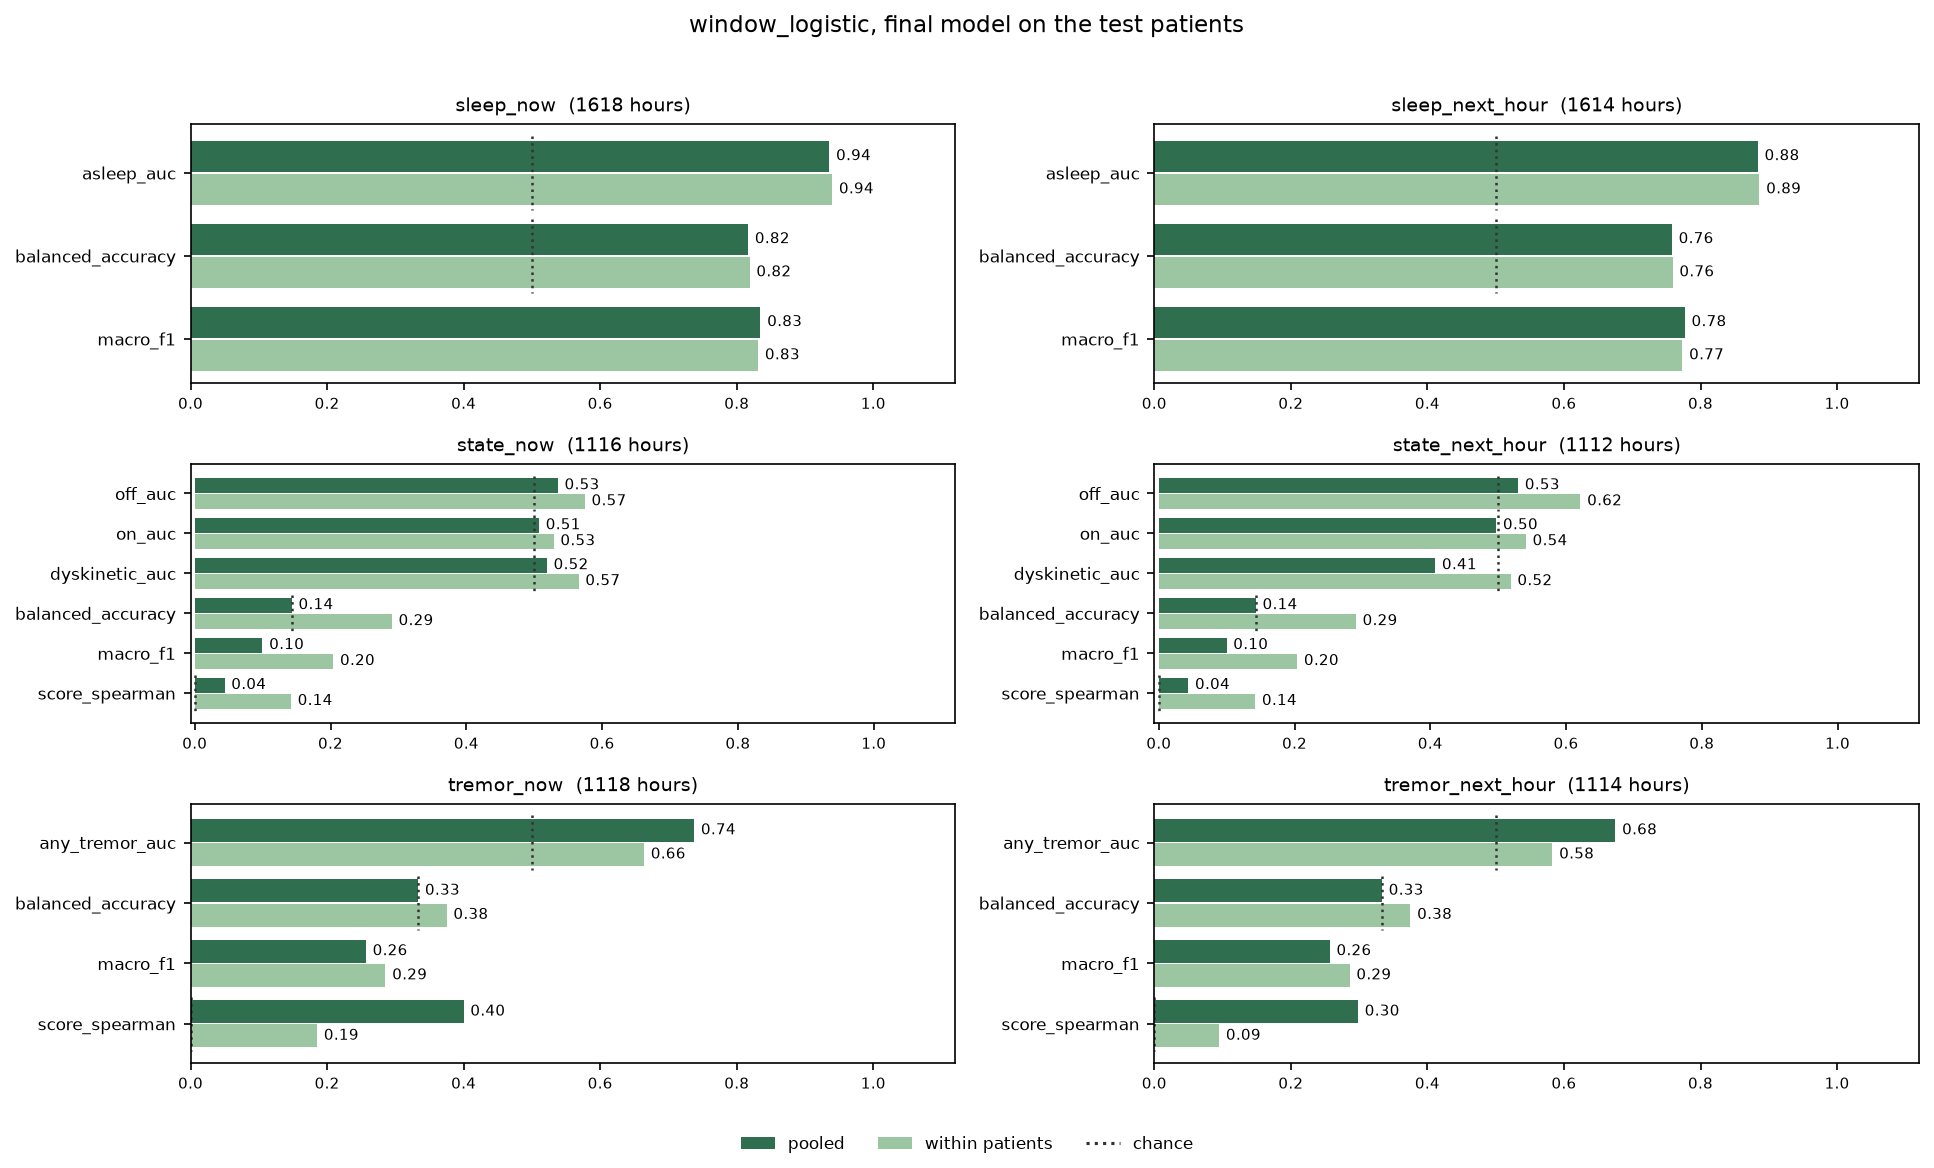 window_logistic, final model on the test patients
sleep_now  (1618 hours)
asleep_auc
0.94
0.94
balanced_accuracy
0.82
0.82
macro_f1
0.83
0.83
0.0 0.2 0.4 0.6 0.8 1.0
sleep_next_hour  (1614 hours)
asleep_auc
0.88
0.89
balanced_accuracy
0.76
0.76
macro_f1
0.78
0.77
0.0 0.2 0.4 0.6 0.8 1.0
state_now  (1116 hours)
off_auc
0.53
0.57
on_auc
0.51
0.53
dyskinetic_auc
0.52
0.57
balanced_accuracy
0.14
0.29
macro_f1
0.10
0.20
score_spearman
0.04
0.14
0.0 0.2 0.4 0.6 0.8 1.0
state_next_hour  (1112 hours)
off_auc
0.53
0.62
on_auc
0.50
0.54
dyskinetic_auc
0.41
0.52
balanced_accuracy
0.14
0.29
macro_f1
0.10
0.20
score_spearman
0.04
0.14
0.0 0.2 0.4 0.6 0.8 1.0
tremor_now  (1118 hours)
any_tremor_auc
0.74
0.66
balanced_accuracy
0.33
0.38
macro_f1
0.26
0.29
score_spearman
0.40
0.19
0.0 0.2 0.4 0.6 0.8 1.0
tremor_next_hour  (1114 hours)
any_tremor_auc
0.68
0.58
balanced_accuracy
0.33
0.38
macro_f1
0.26
0.29
score_spearman
0.30
0.09
0.0 0.2 0.4 0.6 0.8 1.0
pooled within patients chance